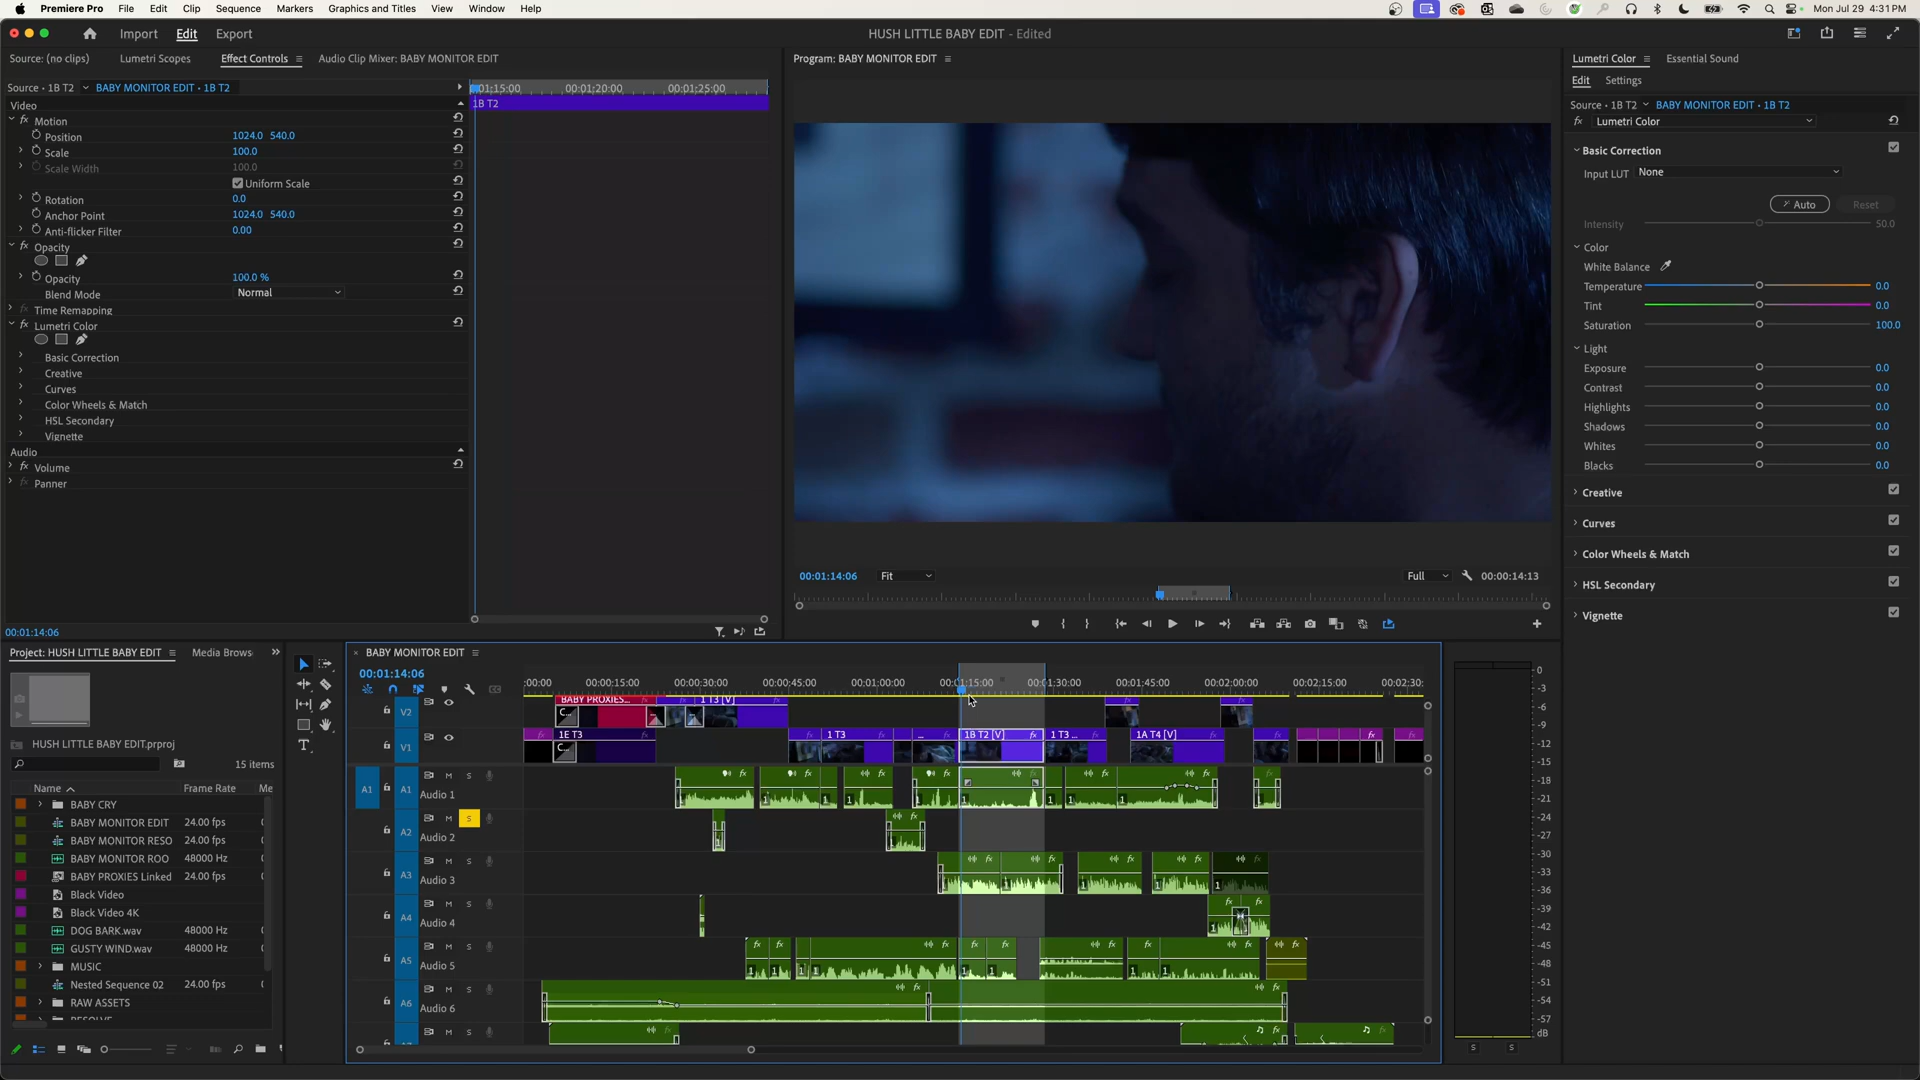 Premiere Pro File Edit Clip Sequence Markers Graphics and Titles View Window Help Mon Jul 29 4:31 PM
Import Edit Export HUSH LITTLE BABY EDIT - Edited
Source: (no clips) Lumetri Scopes Effect Controls Audio Clip Mixer: BABY MONITOR EDIT
Source • 1B T2 BABY MONITOR EDIT • 1B T2
01:15:00 00:01:20:00 00:01:25:00
1B T2
Video
fx Motion
Position 1024.0 540.0
Scale 100.0
Scale Width 100.0
Uniform Scale
Rotation 0.0
Anchor Point 1024.0 540.0
Anti-flicker Filter 0.00
fx Opacity
Opacity 100.0 %
Blend Mode Normal
fx Time Remapping
fx Lumetri Color
Basic Correction
Creative
Curves
Color Wheels & Match
HSL Secondary
Vignette
Audio
fx Volume
fx Panner
00:01:14:06
Program: BABY MONITOR EDIT
00:01:14:06 Fit Full 00:00:14:13
Lumetri Color Essential Sound
Edit Settings
Source • 1B T2 BABY MONITOR EDIT • 1B T2
fx Lumetri Color
Basic Correction
Input LUT None
Auto Reset
Intensity 50.0
Color
White Balance
Temperature 0.0
Tint 0.0
Saturation 100.0
Light
Exposure 0.0
Contrast 0.0
Highlights 0.0
Shadows 0.0
Whites 0.0
Blacks 0.0
Creative
Curves
Color Wheels & Match
HSL Secondary
Vignette
Project: HUSH LITTLE BABY EDIT Media Brows
HUSH LITTLE BABY EDIT.prproj
15 items
Name Frame Rate Me
BABY CRY
BABY MONITOR EDIT 24.00 fps
BABY MONITOR RESO 24.00 fps
BABY MONITOR ROO 48000 Hz
BABY PROXIES Linked 24.00 fps
Black Video
Black Video 4K
DOG BARK.wav 48000 Hz
GUSTY WIND.wav 48000 Hz
MUSIC
Nested Sequence 02 24.00 fps
RAW ASSETS
BABY MONITOR EDIT
00:01:14:06
:00:00 00:00:15:00 00:00:30:00 00:00:45:00 00:01:00:00 00:01:15:00 00:01:30:00 00:01:45:00 00:02:00:00 00:02:15:00 00:02:30:
V2 BABY PROXIES... 1 T3 [V]
C...
V1 fx 1E T3 1 T3 ... 1B T2 [V] fx 1 T3 ... 1A T4 [V] fx fx
C...
A1 A1 M S
Audio 1
A2 M S
Audio 2
A3 M S
Audio 3
A4 M S
Audio 4
A5 M S
Audio 5
A6 M S
Audio 6
M S
0
-3
-6
-9
-12
-15
-18
-21
-24
-27
-30
-33
-36
-39
-42
-45
-48
-51
-54
-57
dB
S S